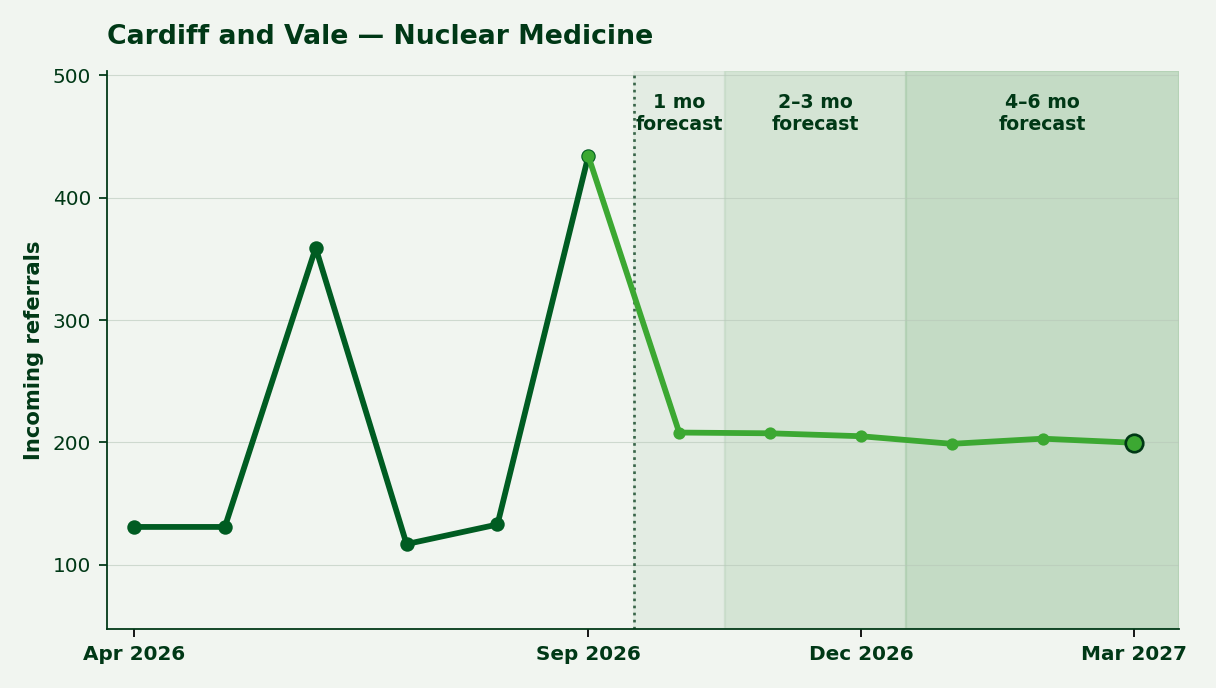 Cardiff and Vale — Nuclear Medicine
500
400
300
200
100
Incoming referrals
1 mo
forecast
2–3 mo
forecast
4–6 mo
forecast
Apr 2026
Sep 2026
Dec 2026
Mar 2027